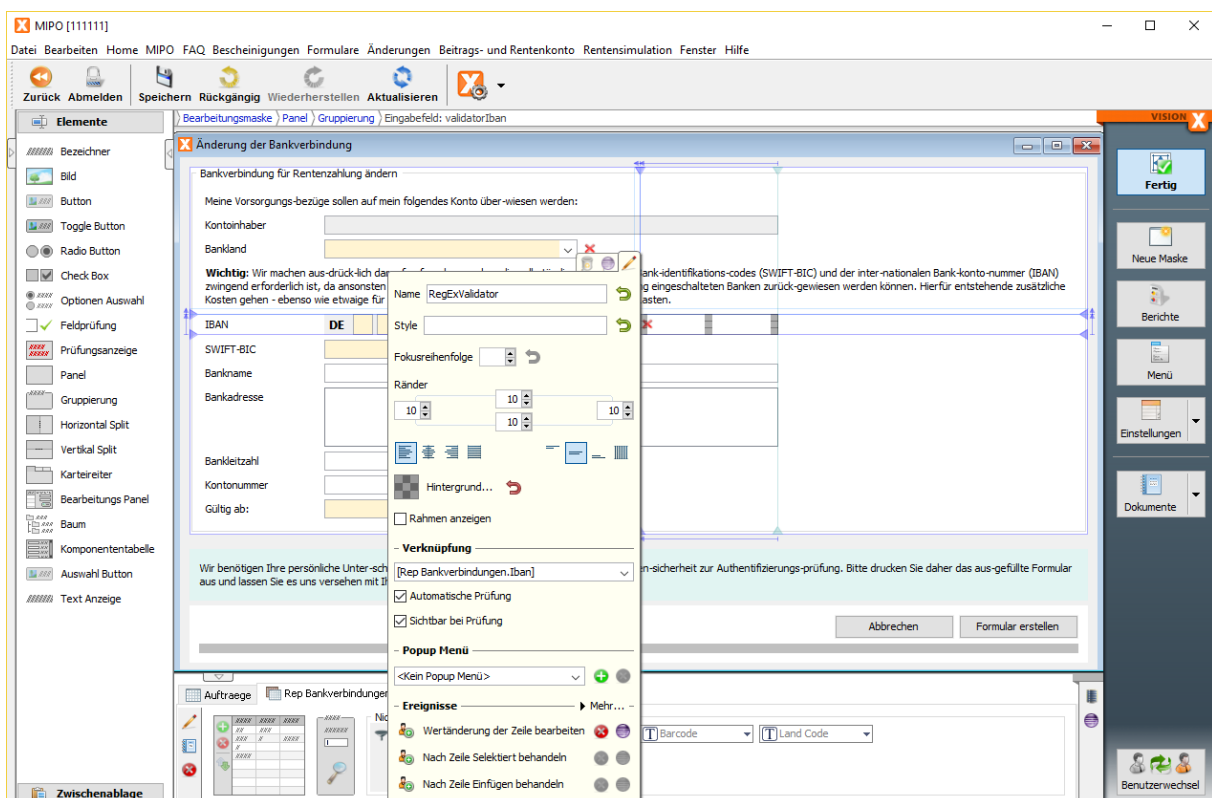 MIPO [111111]
Datei Bearbeiten Home MIPO FAQ Bescheinigungen Formulare Änderungen Beitrags- und Rentenkonto Rentensimulation Fenster Hilfe
Zurück Abmelden Speichern Rückgängig Wiederherstellen Aktualisieren
Elemente
Bezeichner
Bild
Button
Toggle Button
Radio Button
Check Box
Optionen Auswahl
Feldprüfung
Prüfungsanzeige
Panel
Gruppierung
Horizontal Split
Vertikal Split
Karteireiter
Bearbeitungs Panel
Baum
Komponententabelle
Auswahl Button
Text Anzeige
Zwischenablage
Bearbeitungsmaske Panel Gruppierung Eingabefeld: validatorIban
Änderung der Bankverbindung
Bankverbindung für Rentenzahlung ändern
Meine Vorsorgungs-bezüge sollen auf mein folgendes Konto über-wiesen werden:
Kontoinhaber
Bankland
Wichtig: Wir machen aus-drück-lich ank-identifikations-codes (SWIFT-BIC) und der inter-nationalen Bank-konto-nummer (IBAN)
zwingend erforderlich ist, da ansonsten ng eingeschalteten Banken zurück-gewiesen werden können. Hierfür entstehende zusätzliche
Kosten gehen - ebenso wie etwaige für asten.
IBAN DE
SWIFT-BIC
Bankname
Bankadresse
Bankleitzahl
Kontonummer
Gültig ab:
Wir benötigen Ihre persönliche Unter-sch en-sicherheit zur Authentifizierungs-prüfung. Bitte drucken Sie daher das aus-gefüllte Formular
aus und lassen Sie es uns versehen mit
Abbrechen Formular erstellen
Name RegExValidator
Style
Fokusreihenfolge
Ränder
10
10 10
10
Hintergrund...
Rahmen anzeigen
Verknüpfung
[Rep Bankverbindungen.Iban]
Automatische Prüfung
Sichtbar bei Prüfung
Popup Menü
<Kein Popup Menü>
Ereignisse Mehr...
Wertänderung der Zeile bearbeiten
Nach Zeile Selektiert behandeln
Nach Zeile Einfügen behandeln
Auftraege Rep Bankverbindungen
Nic
T Barcode T Land Code
VISION X
Fertig
Neue Maske
Berichte
Menü
Einstellungen
Dokumente
Benutzerwechsel